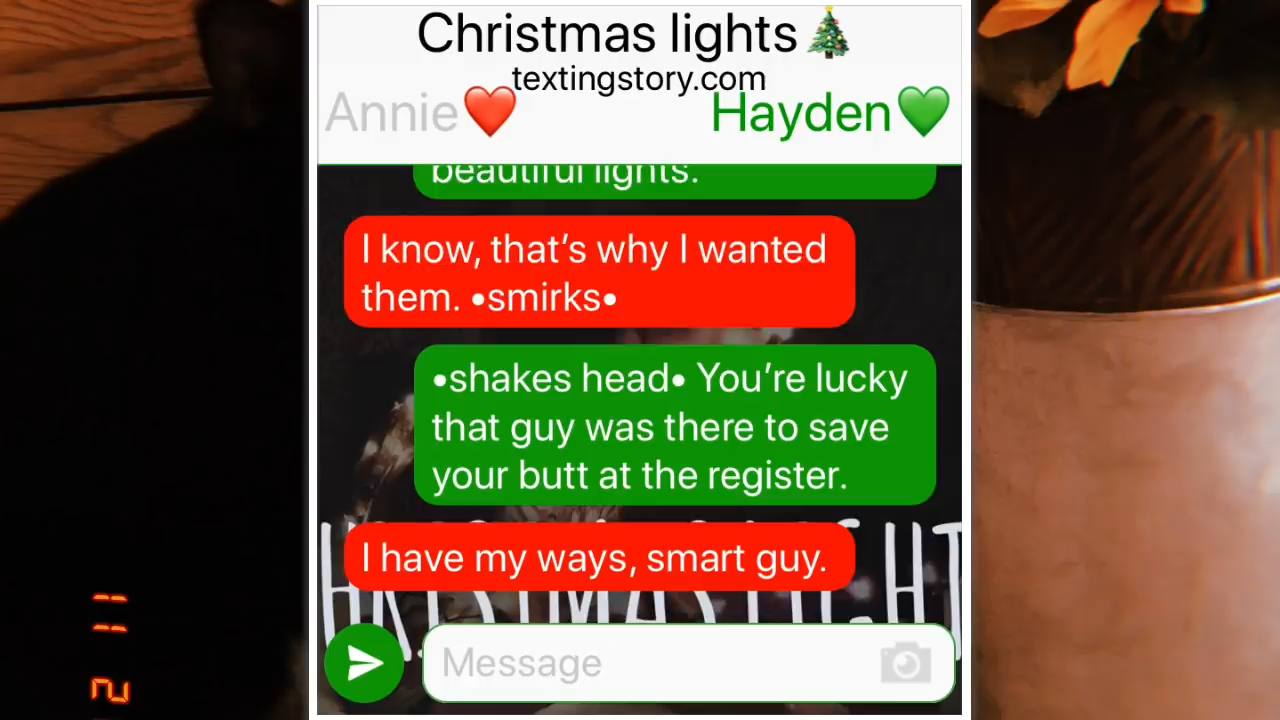 Christmas lights🎄
textingstory.com
Annie❤️
Hayden💚
beautiful lights.
I know, that's why I wanted
them. •smirks•
•shakes head• You're lucky
that guy was there to save
your butt at the register.
I have my ways, smart guy.
Message